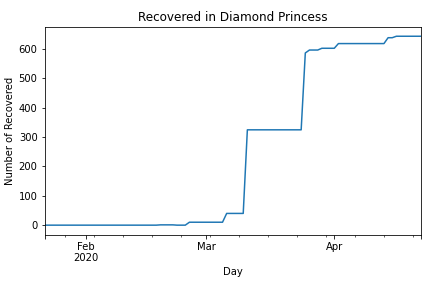 Recovered in Diamond Princess
Number of Recovered
600
500
400
300
200
100
0
Feb
2020
Mar
Apr
Day